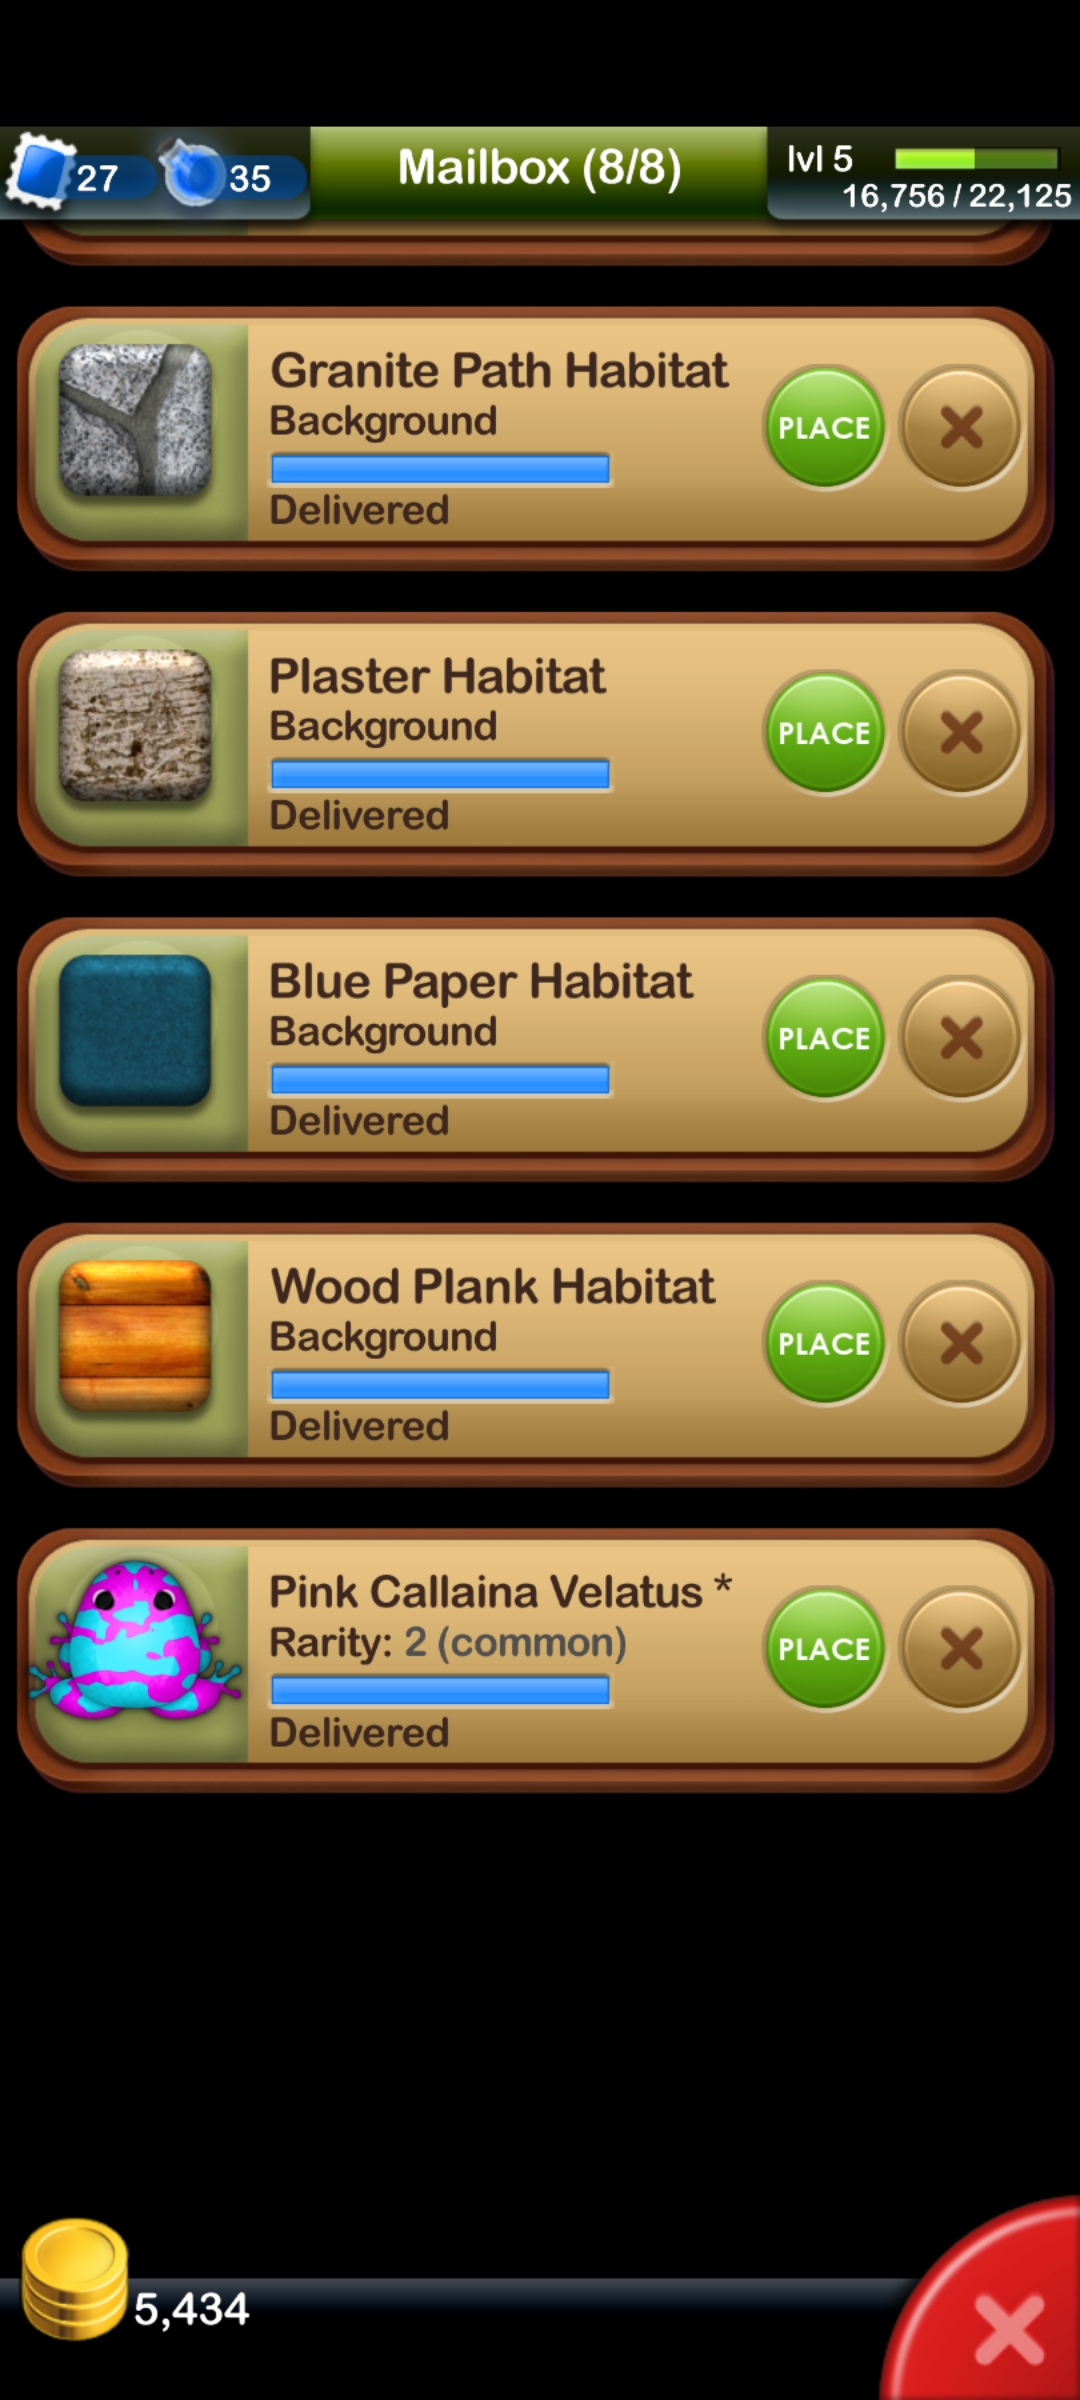 27
35
Mailbox (8/8)
lvl 5
16,756 / 22,125
Granite Path Habitat
Background
Delivered
PLACE
Plaster Habitat
Background
Delivered
PLACE
Blue Paper Habitat
Background
Delivered
PLACE
Wood Plank Habitat
Background
Delivered
PLACE
Pink Callaina Velatus *
Rarity: 2 (common)
Delivered
PLACE
5,434